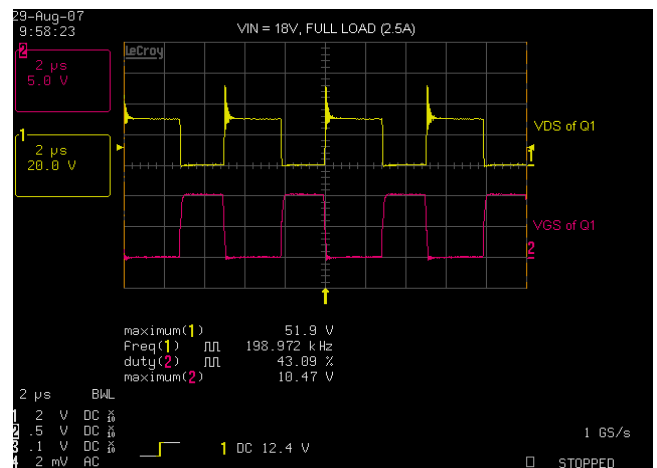 29-Aug-07
9:58:23
VIN = 18V, FULL LOAD (2.5A)
LeCroy
2
2 µs
5.0 V
1
2 µs
20.0 V
VDS of Q1
1
VGS of Q1
2
maximum(1) 51.9 V
Freq(1) 198.972 kHz
duty(2) 43.09 %
maximum(2) 10.47 V
2 µs BWL
1 2 V DC
2 .5 V DC
3 .1 V DC
4 2 mV AC
1 DC 12.4 V
1 GS/s
STOPPED